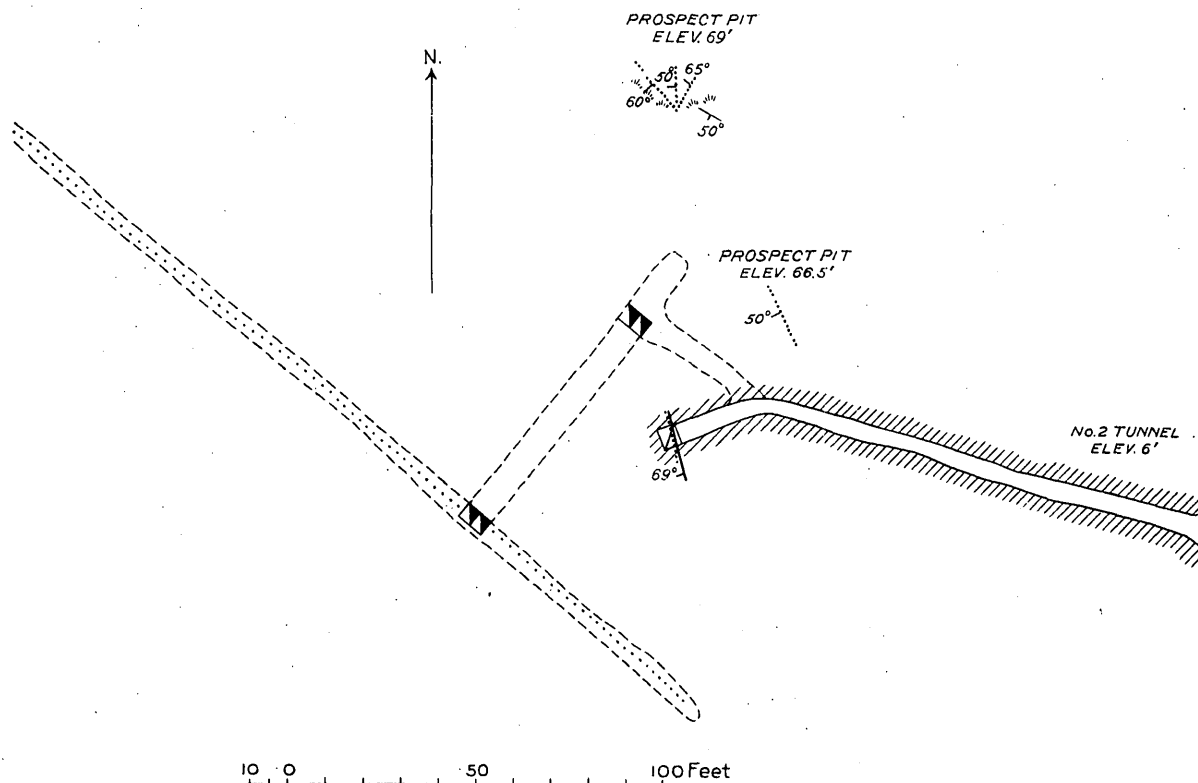 PROSPECT PIT
ELEV. 69'
N.
50°
65°
60°
50°
PROSPECT PIT
ELEV. 66.5'
50°
No.2 TUNNEL
ELEV. 6'
69°
10 0 50 100 Feet